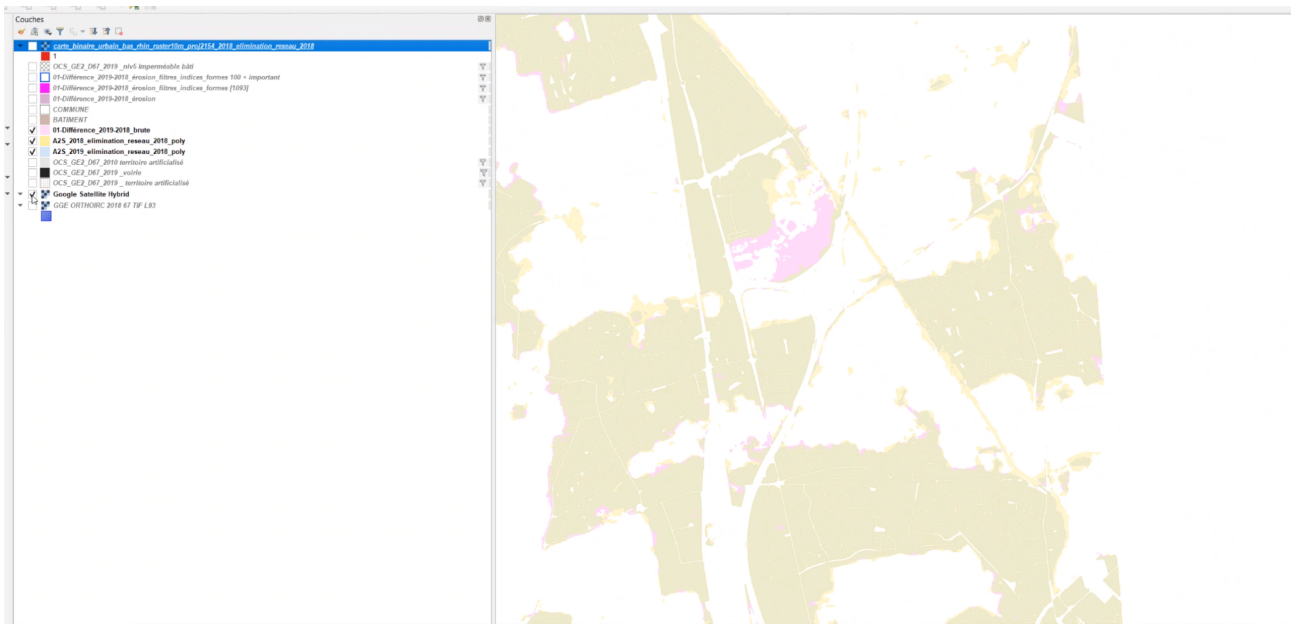 Couches
carte_binaire_urbain_bas_rhin_raster10m_proj2154_2018_elimination_reseau_2018
1
OCS_GE2_D67_2019 _niv5 imperméable bâti
01-Différence_2019-2018_érosion_filtres_indices_formes 100 + important
01-Différence_2019-2018_érosion_filtres_indices_formes [1093]
01-Différence_2019-2018_érosion
COMMUNE
BATIMENT
01-Différence_2019-2018_brute
A2S_2018_elimination_reseau_2018_poly
A2S_2019_elimination_reseau_2018_poly
OCS_GE2_D67_2010 territoire artificialisé
OCS_GE2_D67_2019 _voirie
OCS_GE2_D67_2019 _ territoire artificialisé
Google Satellite Hybrid
GGE ORTHOIRC 2018 67 TIF L93